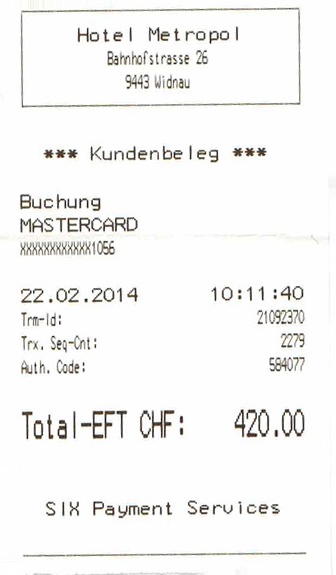 Hotel Metropol
Bahnhofstrasse 26
9443 Widnau
*** Kundenbeleg ***
Buchung
MASTERCARD
XXXXXXXXXXXX1056
22.02.2014 10:11:40
Trm-Id: 21092370
Trx. Seq-Cnt: 2279
Auth. Code: 584077
Total-EFT CHF: 420.00
SIX Payment Services